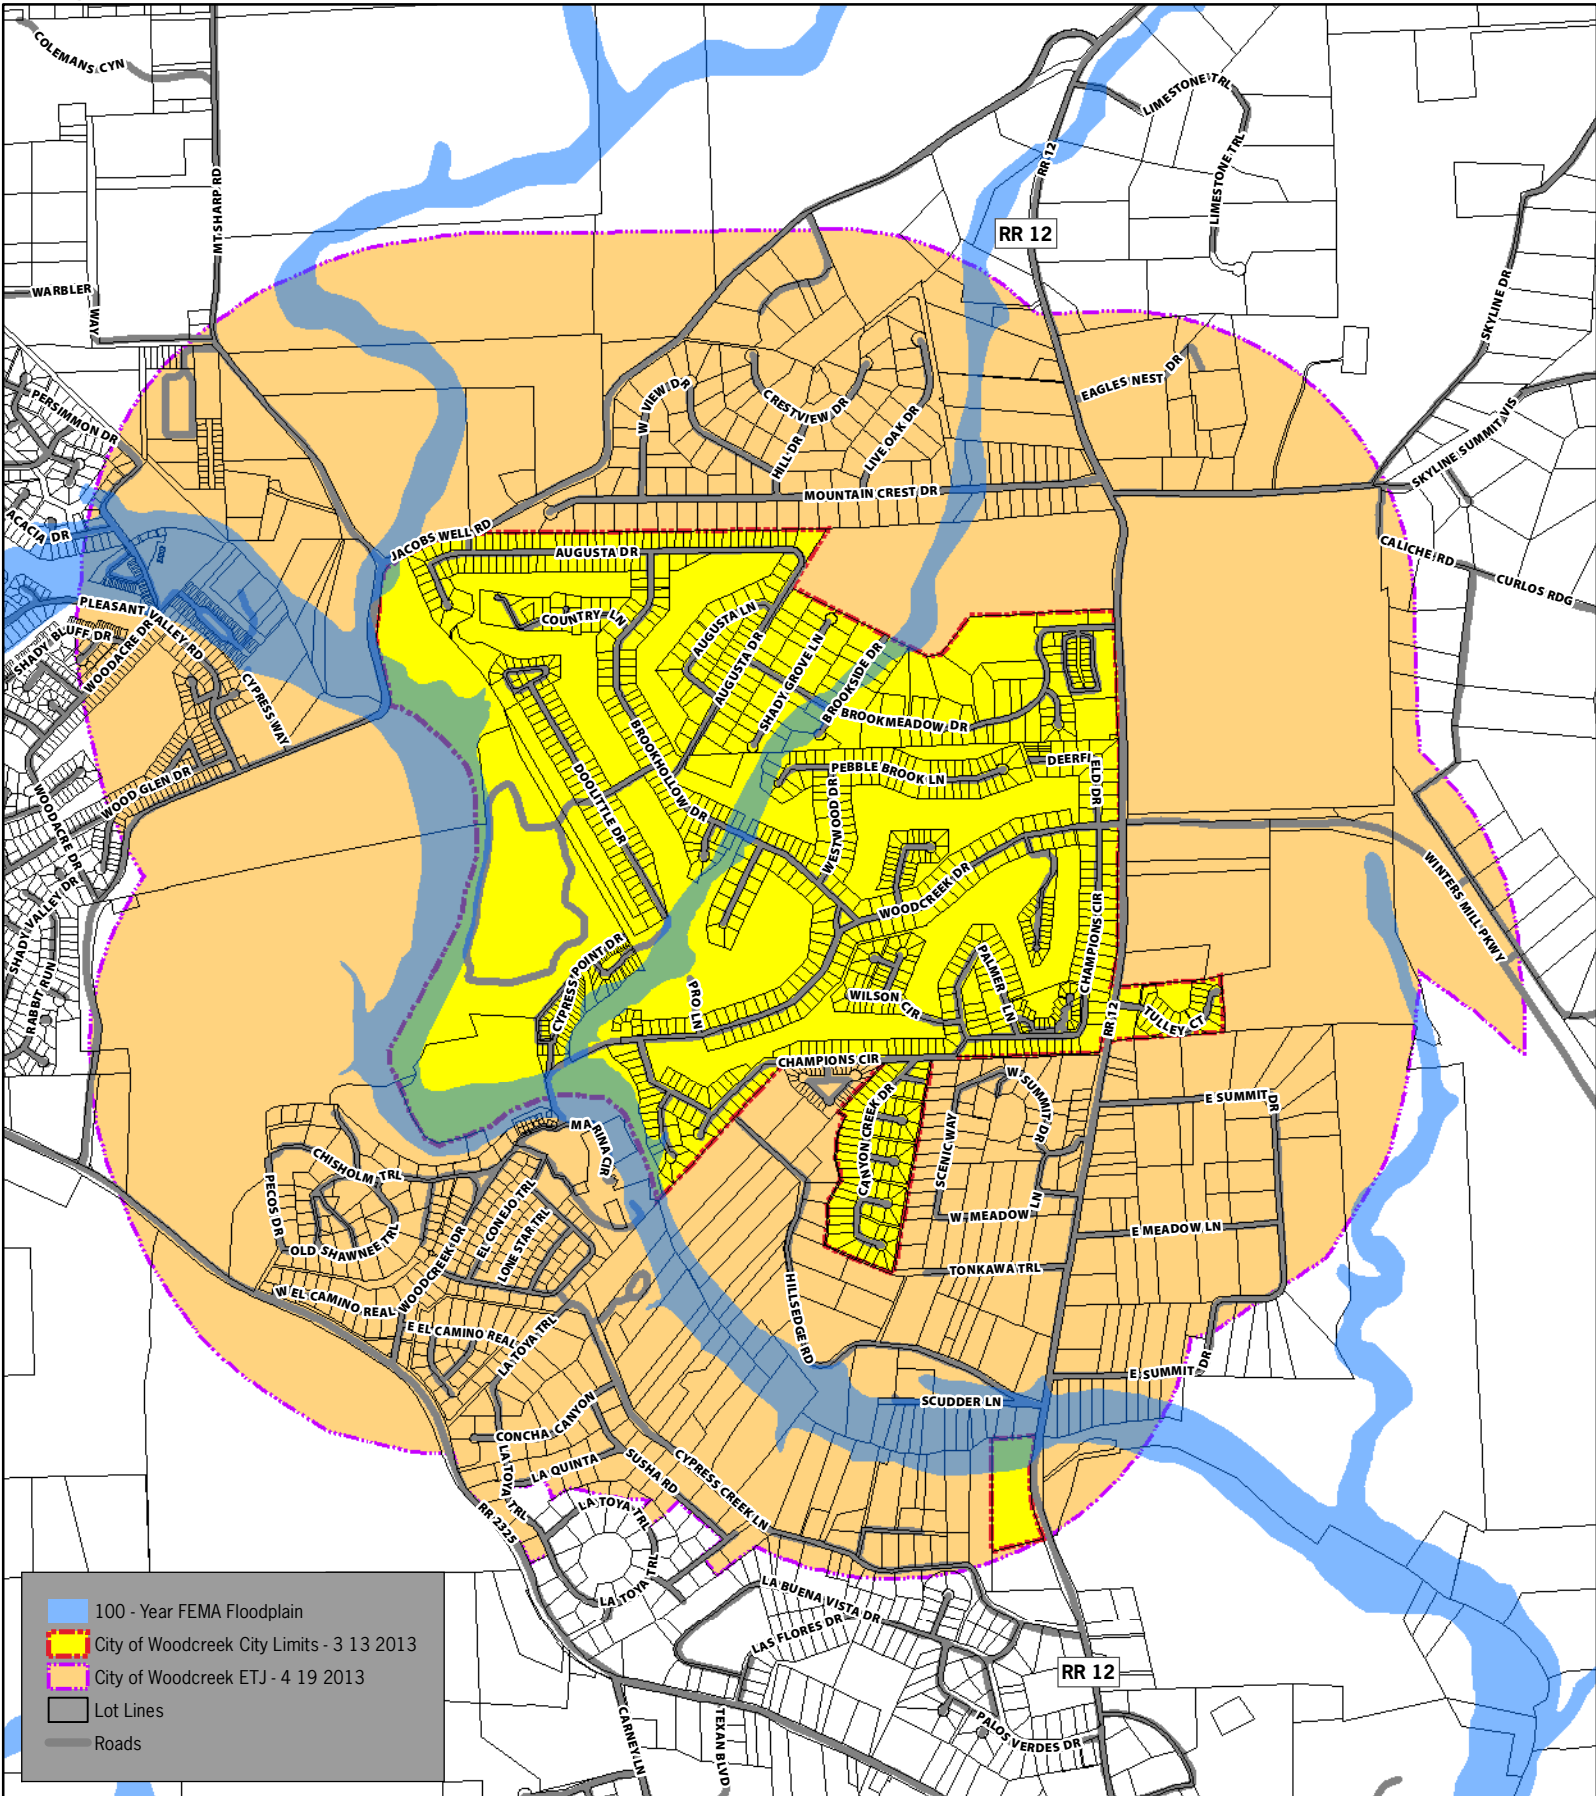 COLEMANS CYN
MT SHARP RD
LIMESTONE TRL
RR 12
LIMESTONE TRL
RR 12
WARBLER
WAY
SKYLINE DR
PERSIMMON DR
W VIEW DR
CRESTVIEW DR
EAGLES NEST DR
HILL DR
LIVE OAK DR
SKYLINE SUMMIT VIS
MOUNTAIN CREST DR
ACACIA DR
JACOBS WELL RD
AUGUSTA DR
CALICHE RD
CURLOS RDG
PLEASANT VALLEY RD
COUNTRY LN
AUGUSTA LN
SHADY BLUFF DR
WOODACRE DR
AUGUSTA DR
SHADY GROVE LN
BROOKSIDE DR
CYPRESS WAY
BROOKMEADOW DR
BROOKHOLLOW DR
DOOLITTLE DR
PEBBLE BROOK LN
DEERFIELD DR
WOOD GLEN DR
WOODACRE DR
WESTWOOD DR
WOODCREEK DR
WINTERS MILL PKWY
SHADY VALLEY DR
RABBIT RUN
CYPRESS POINT DR
PRO LN
PALMER LN
CHAMPIONS CIR
WILSON CIR
RR 12
TULLEY CT
CHAMPIONS CIR
CANYON CREEK DR
W SUMMIT DR
E SUMMIT DR
SCENIC WAY
MARINA CIR
CHISHOLM TRL
PECOS DR
OLD SHAWNEE TRL
EL CONEJO TRL
LONE STAR TRL
WOODCREEK DR
W MEADOW LN
E MEADOW LN
TONKAWA TRL
HILLSEDGE RD
W EL CAMINO REAL
E EL CAMINO REAL
LA TOYA TRL
E SUMMIT DR
SCUDDER LN
CONCHA CANYON
LA TOYA TRL
LA QUINTA
SUSHA RD
CYPRESS CREEK LN
RR 2325
LA TOYA TRL
LA TOYA TRL
LA BUENA VISTA DR
LAS FLORES DR
RR 12
CARNEY LN
TEXAN BLVD
PALOS VERDES DR
100 - Year FEMA Floodplain
City of Woodcreek City Limits - 3 13 2013
City of Woodcreek ETJ - 4 19 2013
Lot Lines
Roads